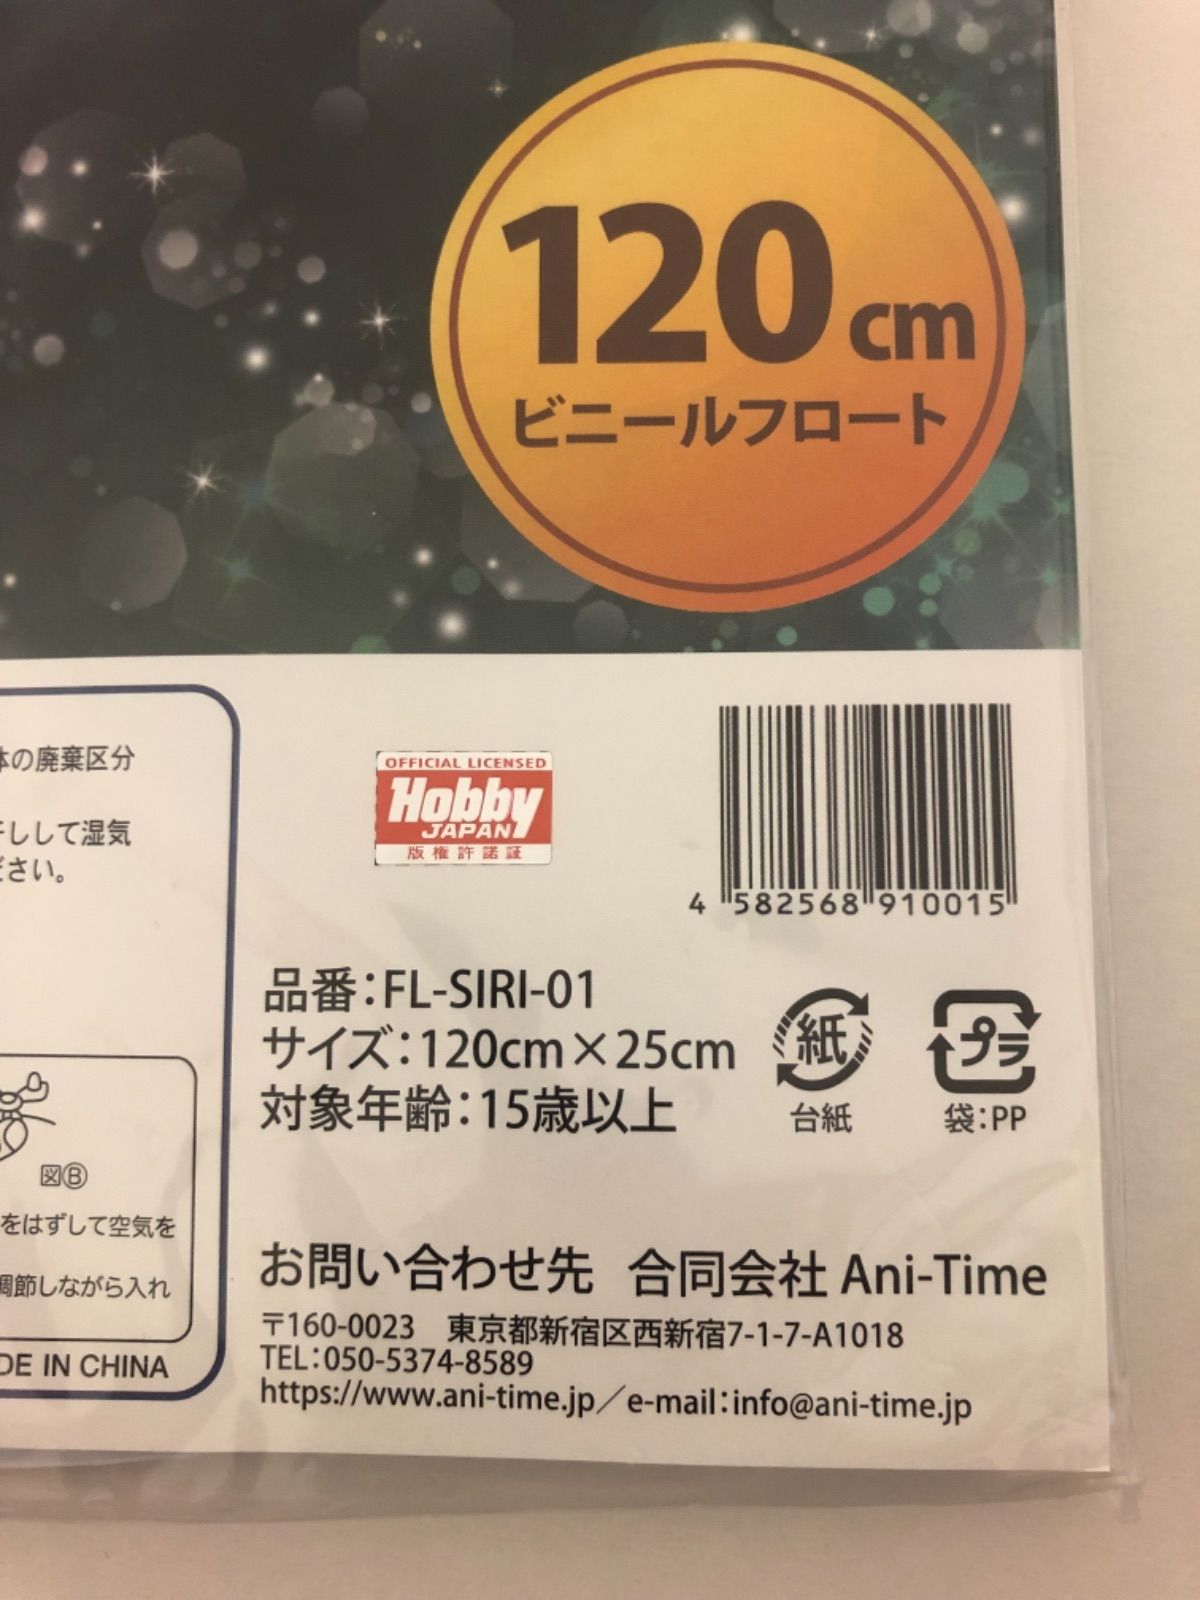 120cm
ビニールフロート
体の廃棄区分
干しして湿気
ださい。
OFFICIAL LICENSED
Hobby
JAPAN
版権許諾証
4 582568 910015
品番：FL-SIRI-01
サイズ：120cm×25cm
対象年齢：15歳以上
紙
台紙
プラ
袋：PP
図Ⓑ
をはずして空気を
調節しながら入れ
DE IN CHINA
お問い合わせ先 合同会社 Ani-Time
〒160-0023 東京都新宿区西新宿7-1-7-A1018
TEL：050-5374-8589
https://www.ani-time.jp／e-mail：info@ani-time.jp